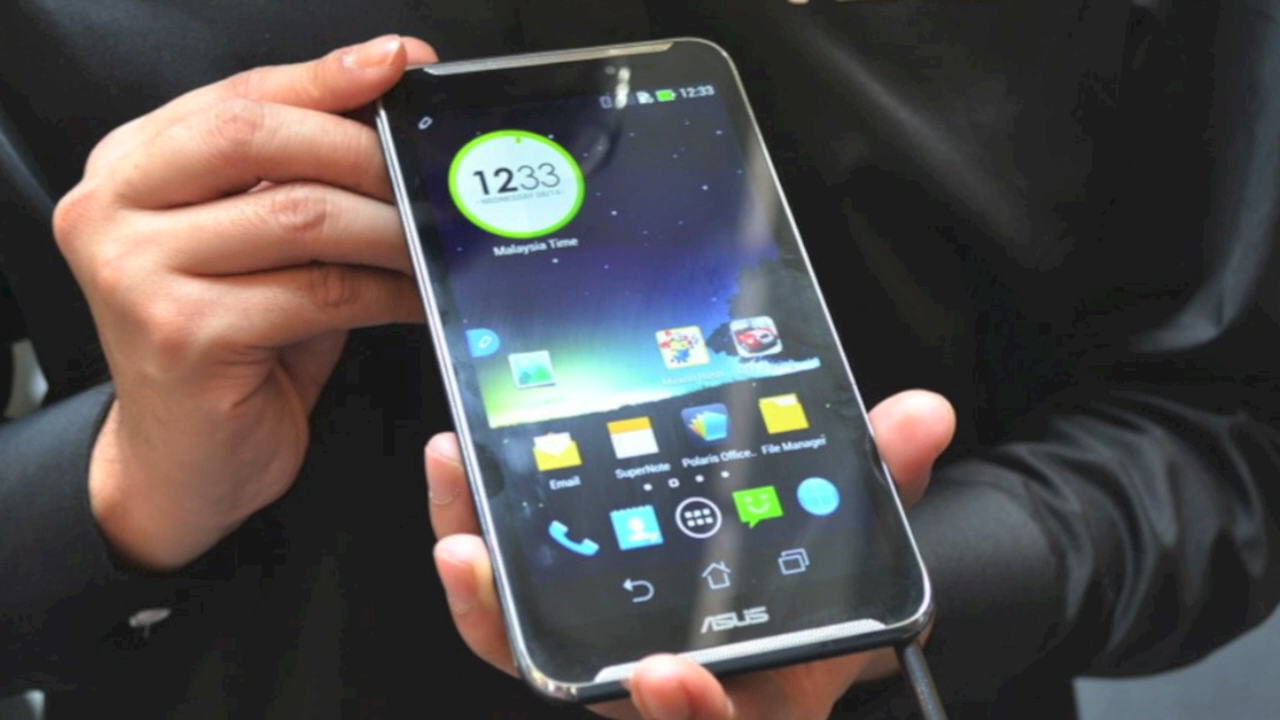 12:33
1233
Malaysia Time
Email
SuperNote
Polaris Office..
File Manager
ASUS